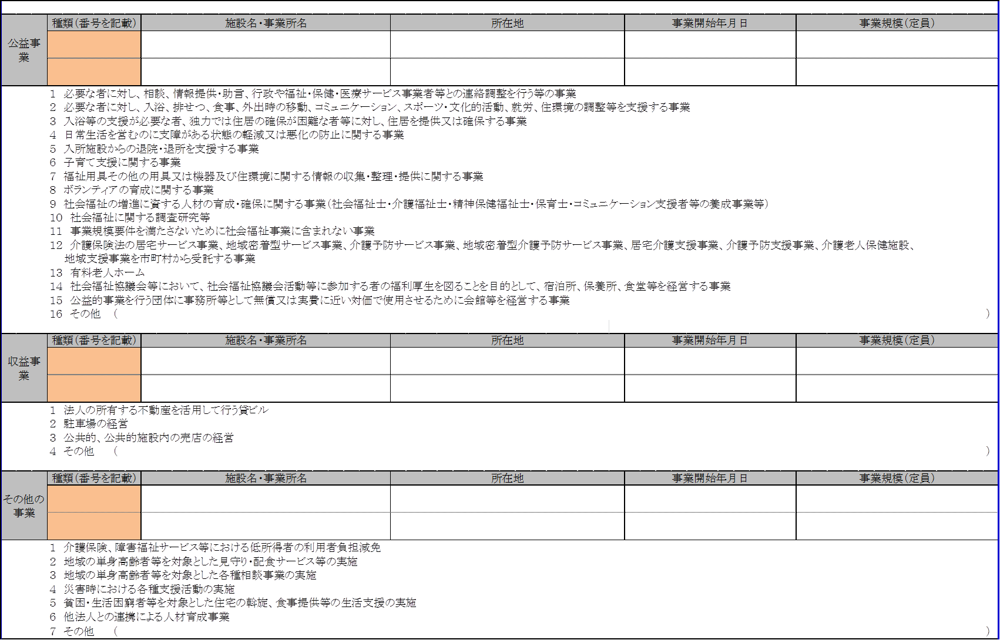 種類（番号を記載） 施設名・事業所名 所在地 事業開始年月日 事業規模（定員）
公益事
業
1 必要な者に対し、相談、情報提供・助言、行政や福祉・保健・医療サービス事業者等との連絡調整を行う等の事業
2 必要な者に対し、入浴、排せつ、食事、外出時の移動、コミュニケーション、スポーツ・文化的活動、就労、住環境の調整等を支援する事業
3 入浴等の支援が必要な者、独力では住居の確保が困難な者等に対し、住居を提供又は確保する事業
4 日常生活を営むのに支障がある状態の軽減又は悪化の防止に関する事業
5 入所施設からの退院・退所を支援する事業
6 子育て支援に関する事業
7 福祉用具その他の用具又は機器及び住環境に関する情報の収集・整理・提供に関する事業
8 ボランティアの育成に関する事業
9 社会福祉の増進に資する人材の育成・確保に関する事業（社会福祉士・介護福祉士・精神保健福祉士・保育士・コミュニケーション支援者等の養成事業等）
10 社会福祉に関する調査研究等
11 事業規模要件を満たさないために社会福祉事業に含まれない事業
12 介護保険法の居宅サービス事業、地域密着型サービス事業、介護予防サービス事業、地域密着型介護予防サービス事業、居宅介護支援事業、介護予防支援事業、介護老人保健施設、
地域支援事業を市町村から受託する事業
13 有料老人ホーム
14 社会福祉協議会等において、社会福祉協議会活動等に参加する者の福利厚生を図ることを目的として、宿泊所、保養所、食堂等を経営する事業
15 公益的事業を行う団体に事務所等として無償又は実費に近い対価で使用させるために会館等を経営する事業
16 その他 （ ）
種類（番号を記載） 施設名・事業所名 所在地 事業開始年月日 事業規模（定員）
収益事
業
1 法人の所有する不動産を活用して行う貸ビル
2 駐車場の経営
3 公共的、公共的施設内の売店の経営
4 その他 （ ）
種類（番号を記載） 施設名・事業所名 所在地 事業開始年月日 事業規模（定員）
その他の
事業
1 介護保険、障害福祉サービス等における低所得者の利用者負担減免
2 地域の単身高齢者等を対象とした見守り・配食サービス等の実施
3 地域の単身高齢者等を対象とした各種相談事業の実施
4 災害時における各種支援活動の実施
5 貧困・生活困窮者等を対象とした住宅の斡旋、食事提供等の生活支援の実施
6 他法人との連携による人材育成事業
7 その他 （ ）